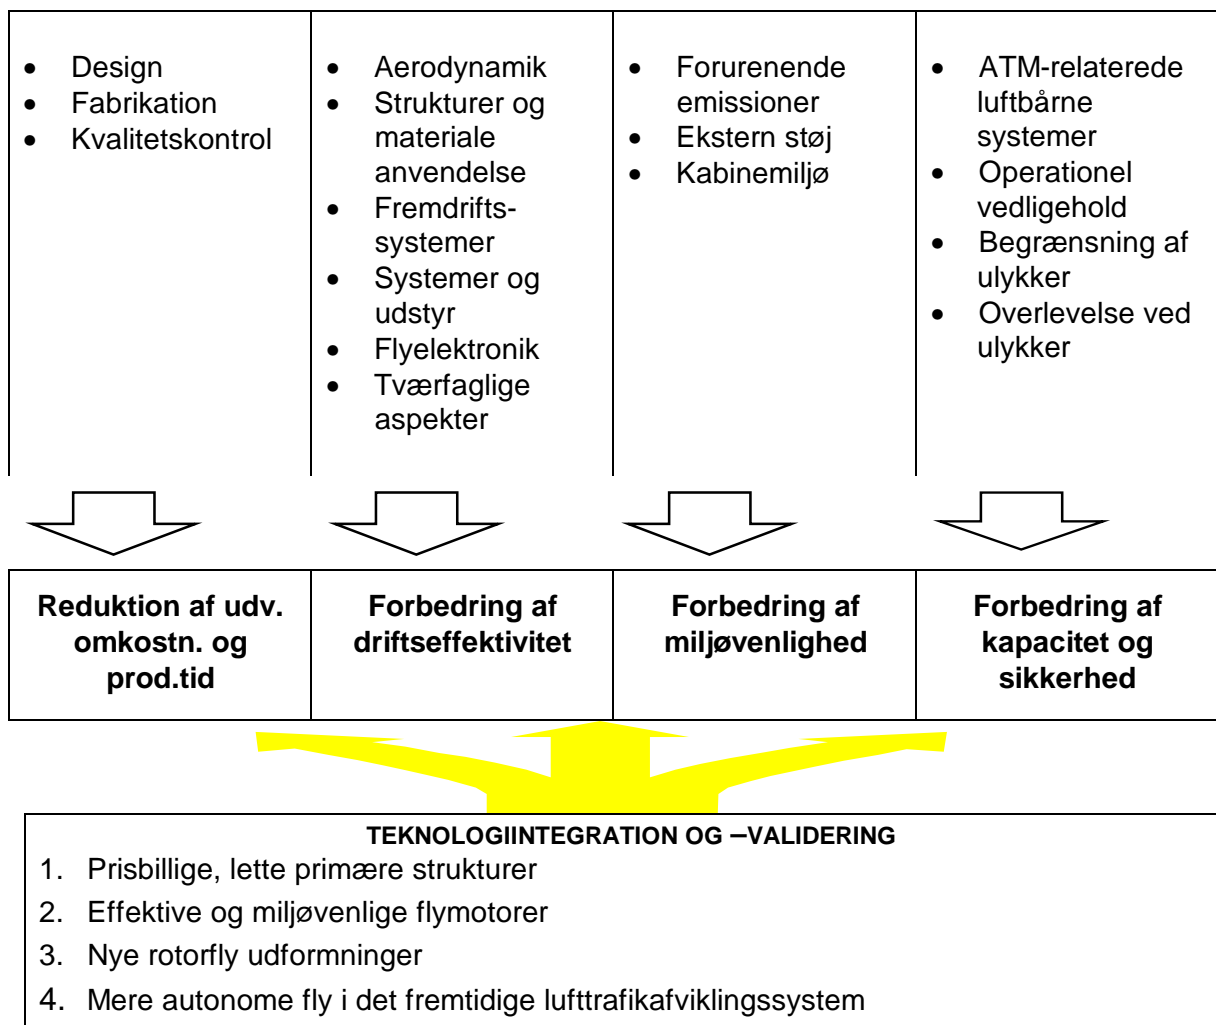 • Design
• Fabrikation
• Kvalitetskontrol
• Aerodynamik
• Strukturer og
materiale
anvendelse
• Fremdrifts-
systemer
• Systemer og
udstyr
• Flyelektronik
• Tværfaglige
aspekter
• Forurenende
emissioner
• Ekstern støj
• Kabinemiljø
• ATM-relaterede
luftbårne
systemer
• Operationel
vedligehold
• Begrænsning af
ulykker
• Overlevelse ved
ulykker
Reduktion af udv.
omkostn. og
prod.tid
Forbedring af
driftseffektivitet
Forbedring af
miljøvenlighed
Forbedring af
kapacitet og
sikkerhed
TEKNOLOGIINTEGRATION OG –VALIDERING
1. Prisbillige, lette primære strukturer
2. Effektive og miljøvenlige flymotorer
3. Nye rotorfly udformninger
4. Mere autonome fly i det fremtidige lufttrafikafviklingssystem